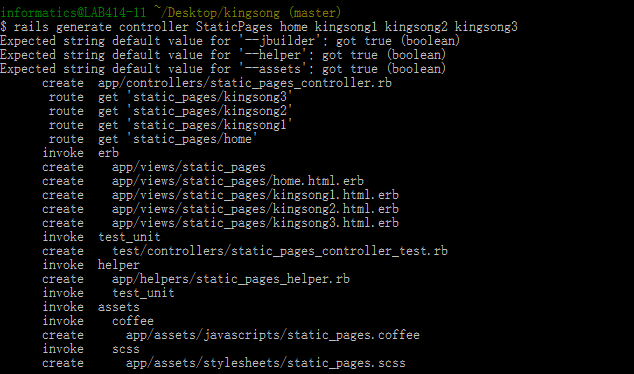 informatics@LAB414-11 ~/Desktop/kingsong (master)
$ rails generate controller StaticPages home kingsong1 kingsong2 kingsong3
Expected string default value for '--jbuilder'; got true (boolean)
Expected string default value for '--helper'; got true (boolean)
Expected string default value for '--assets'; got true (boolean)
create app/controllers/static_pages_controller.rb
route get 'static_pages/kingsong3'
route get 'static_pages/kingsong2'
route get 'static_pages/kingsong1'
route get 'static_pages/home'
invoke erb
create app/views/static_pages
create app/views/static_pages/home.html.erb
create app/views/static_pages/kingsong1.html.erb
create app/views/static_pages/kingsong2.html.erb
create app/views/static_pages/kingsong3.html.erb
invoke test_unit
create test/controllers/static_pages_controller_test.rb
invoke helper
create app/helpers/static_pages_helper.rb
invoke test_unit
invoke assets
invoke coffee
create app/assets/javascripts/static_pages.coffee
invoke scss
create app/assets/stylesheets/static_pages.scss